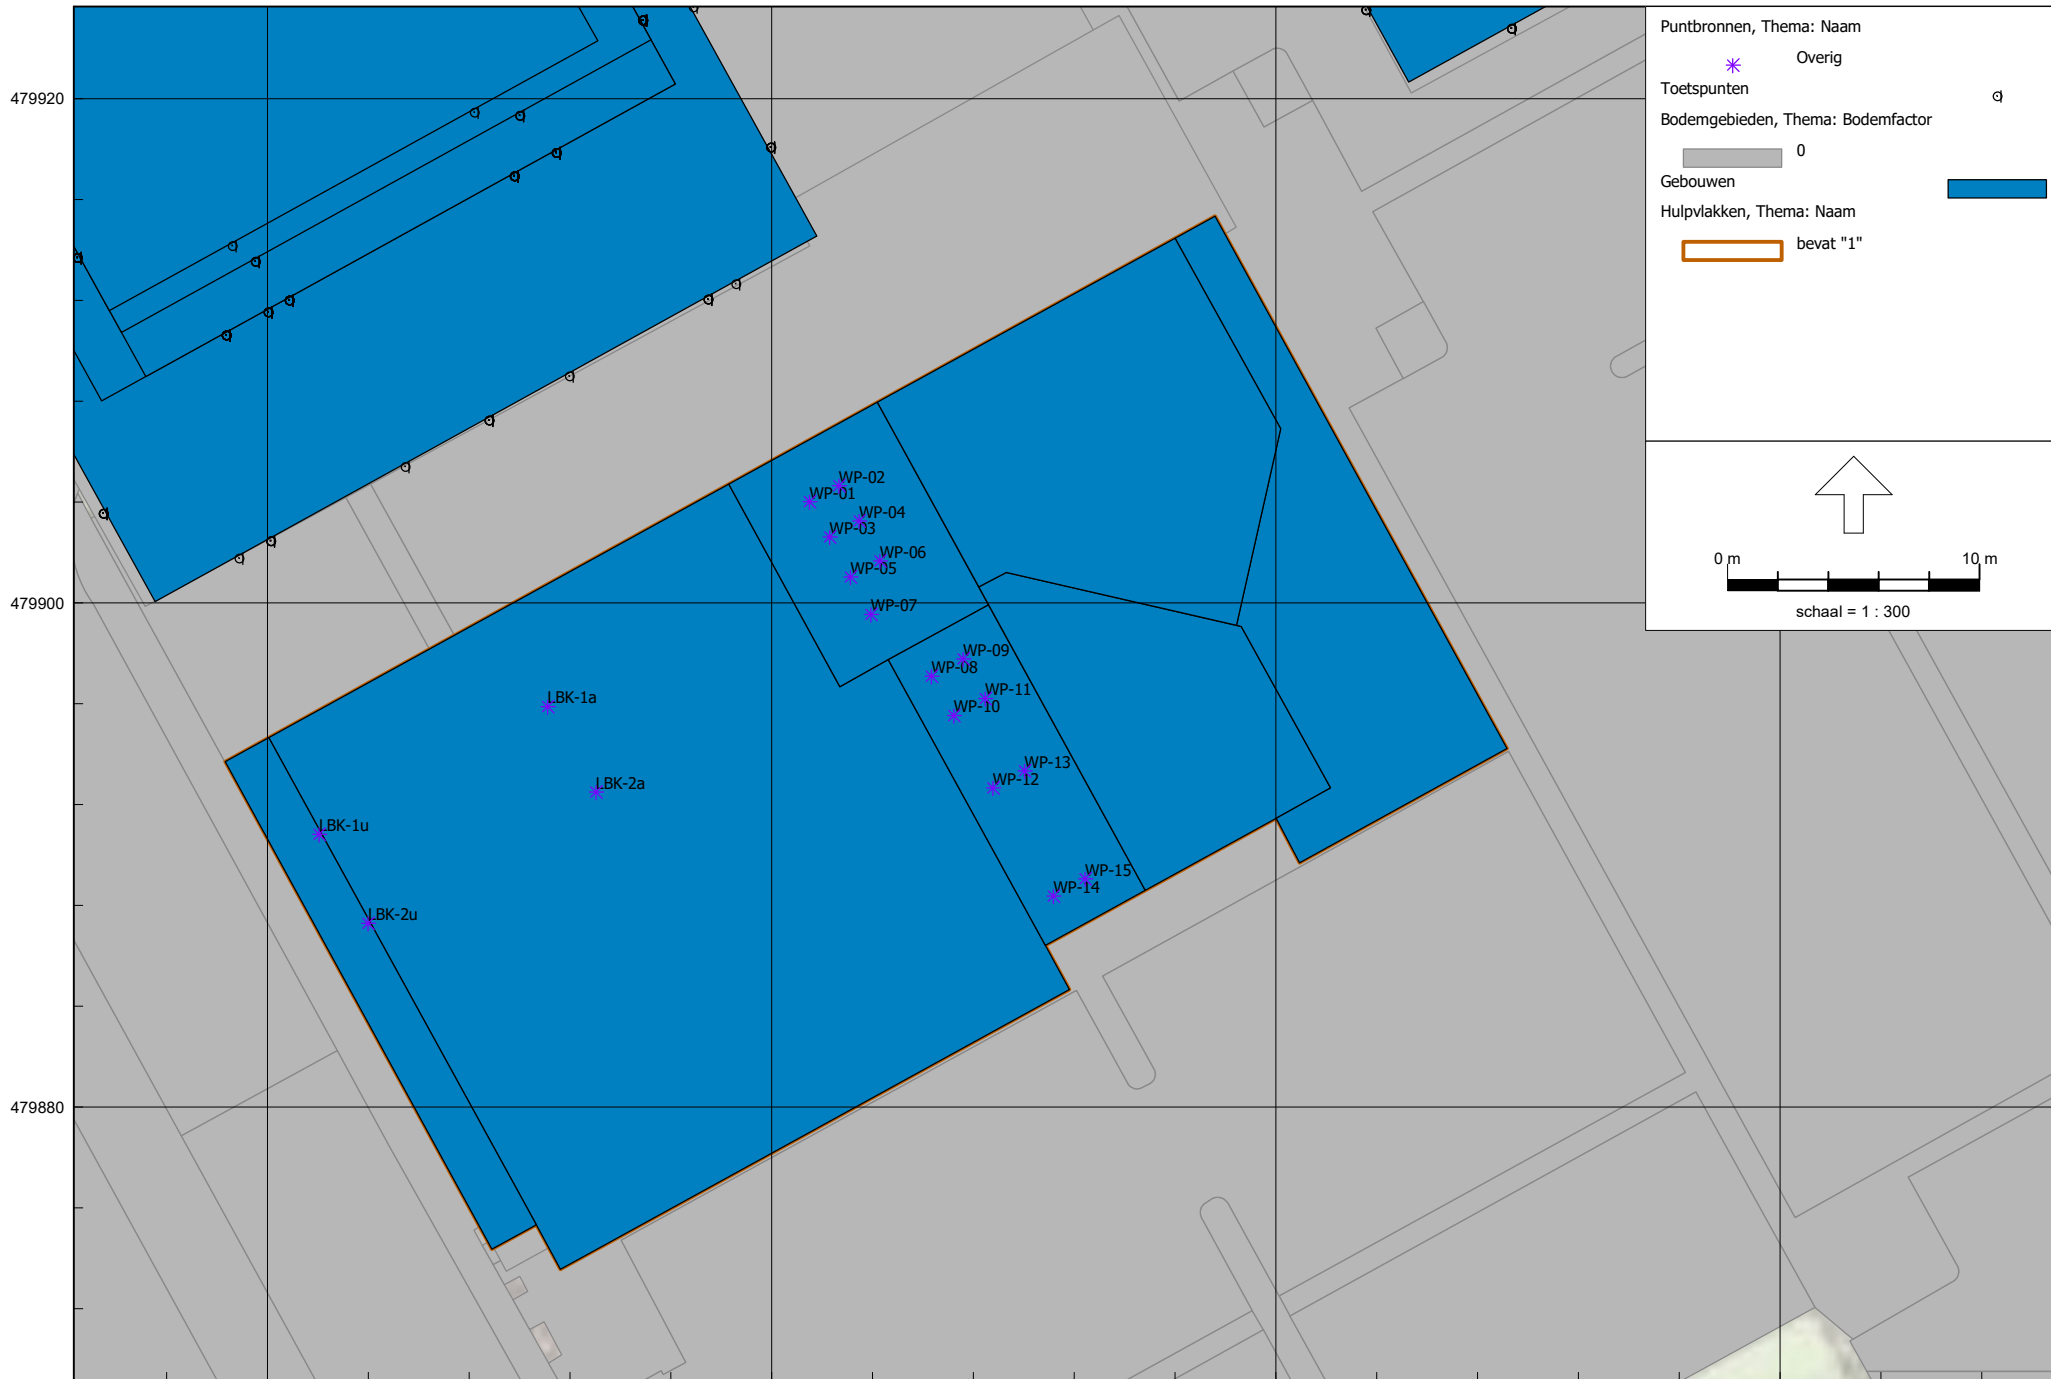 Puntbronnen, Thema: Naam
Overig
Toetspunten
Bodemgebieden, Thema: Bodemfactor
0
Gebouwen
Hulpvlakken, Thema: Naam
bevat "1"
0 m 10 m
schaal = 1 : 300
479920
479900
479880
WP-02
WP-01
WP-04
WP-03
WP-06
WP-05
WP-07
WP-09
WP-08
WP-11
WP-10
WP-13
WP-12
WP-15
WP-14
LBK-1a
LBK-2a
LBK-1u
LBK-2u